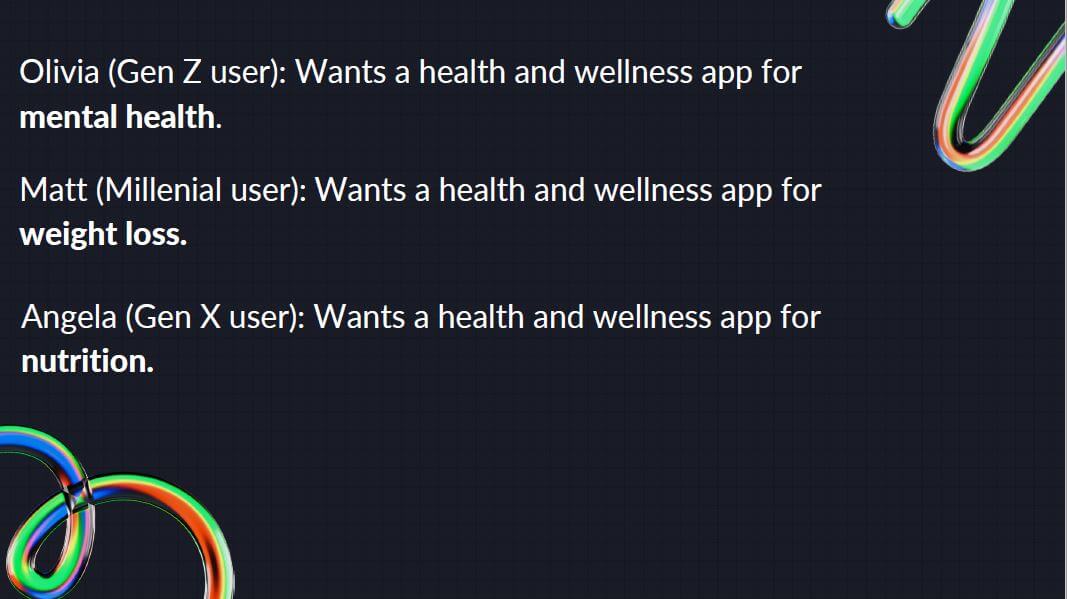 Olivia (Gen Z user): Wants a health and wellness app for
mental health.
Matt (Millenial user): Wants a health and wellness app for
weight loss.
Angela (Gen X user): Wants a health and wellness app for
nutrition.